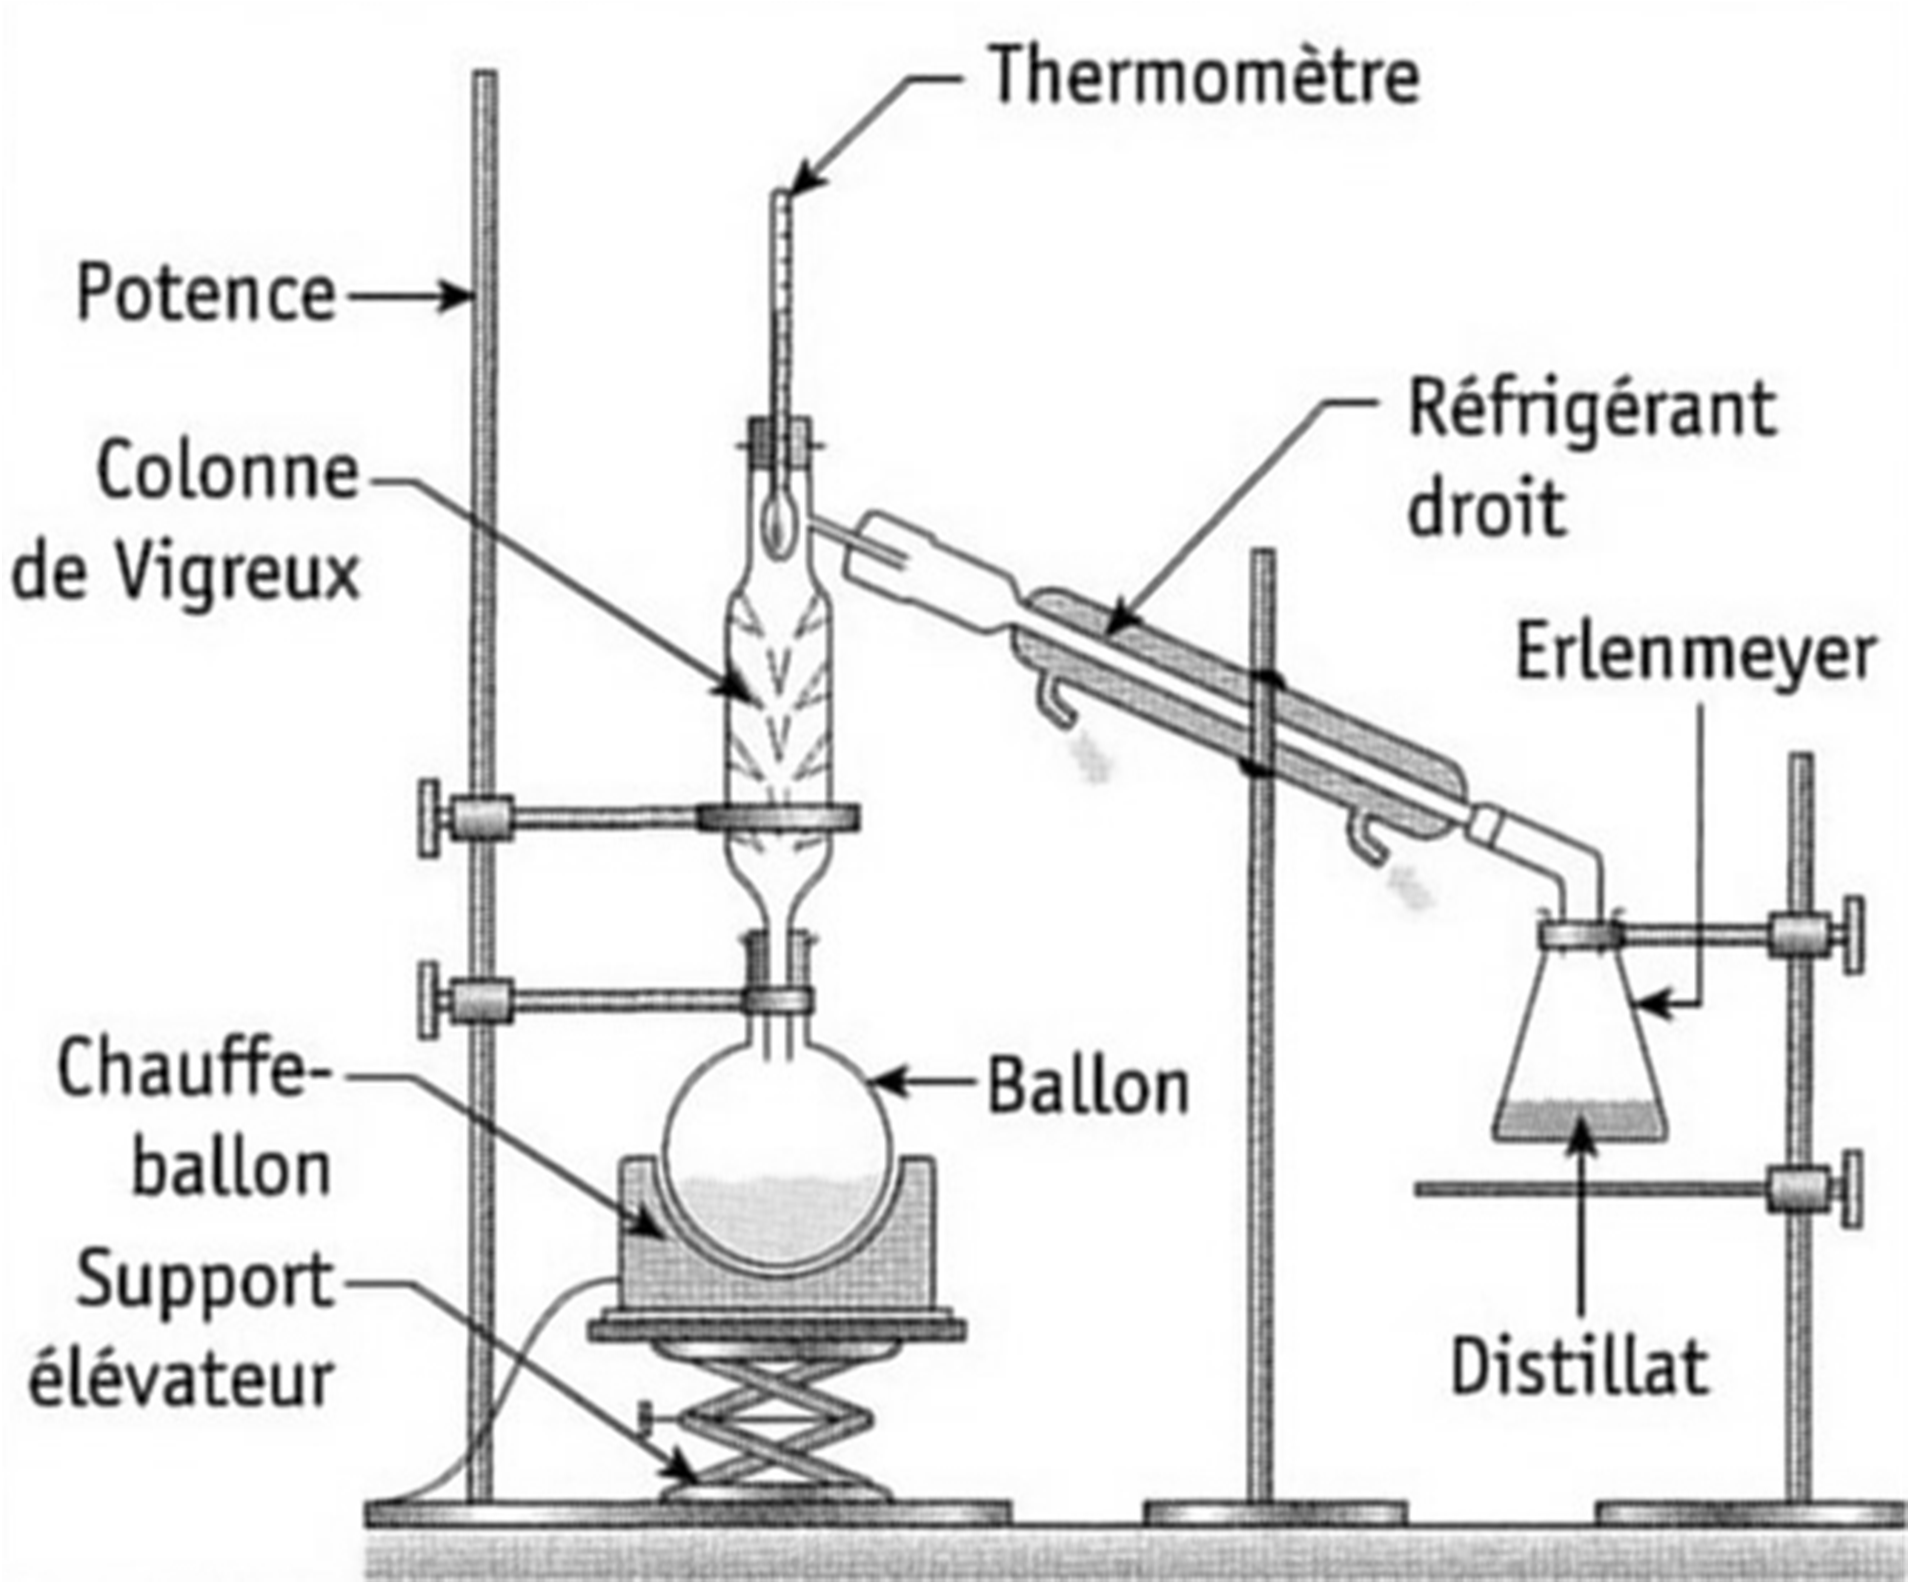 Thermomètre
Potence
Réfrigérant
droit
Colonne
de Vigreux
Erlenmeyer
Chauffe-
ballon
Ballon
Support
élévateur
Distillat